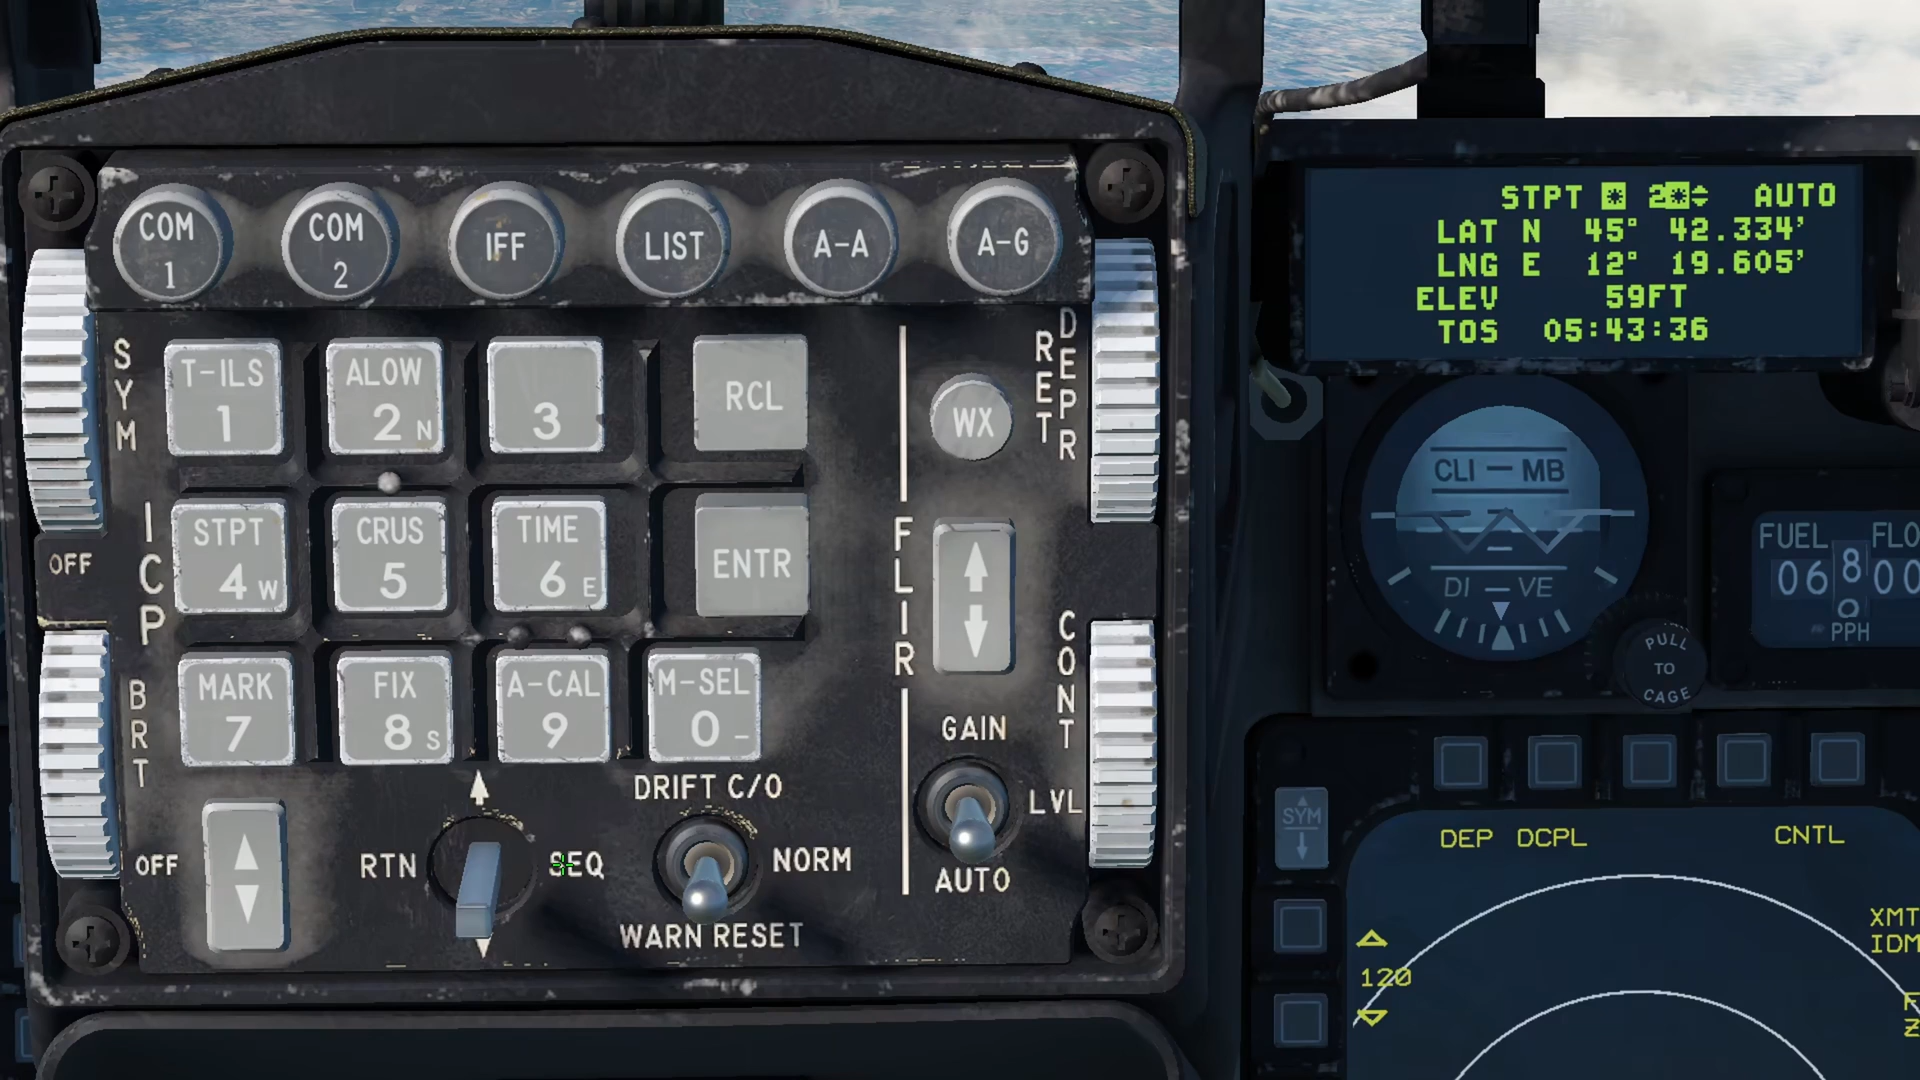 COM 1
COM 2
IFF
LIST
A-A
A-G
SYM
T-ILS 1
ALOW 2 N
3
RCL
WX
RET
DEPR
OFF
ICP
STPT 4 W
CRUS 5
TIME 6 E
ENTR
FLIR
BRT
MARK 7
FIX 8 S
A-CAL 9
M-SEL 0 -
GAIN
CONT
LVL
AUTO
OFF
RTN
SEQ
DRIFT C/O
NORM
WARN RESET
STPT 2 AUTO
LAT N 45° 42.334'
LNG E 12° 19.605'
ELEV 59FT
TOS 05:43:36
CLI — MB
DI — VE
PULL
TO
CAGE
FUEL FLO
06 8 00
PPH
SYM
DEP DCPL CNTL
XMT
IDM
120